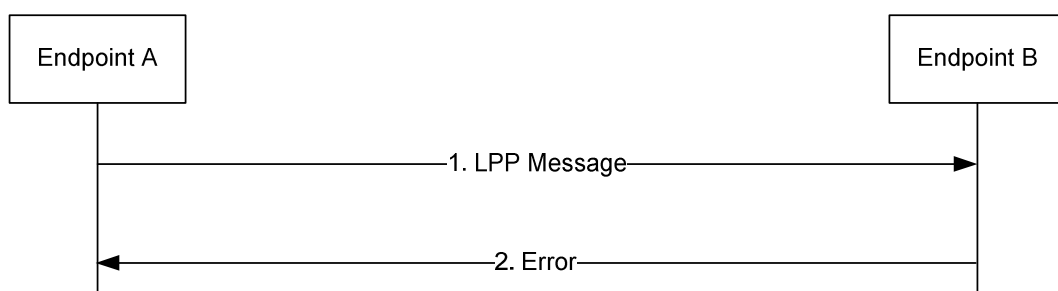 Endpoint A
Endpoint B
1. LPP Message
2. Error